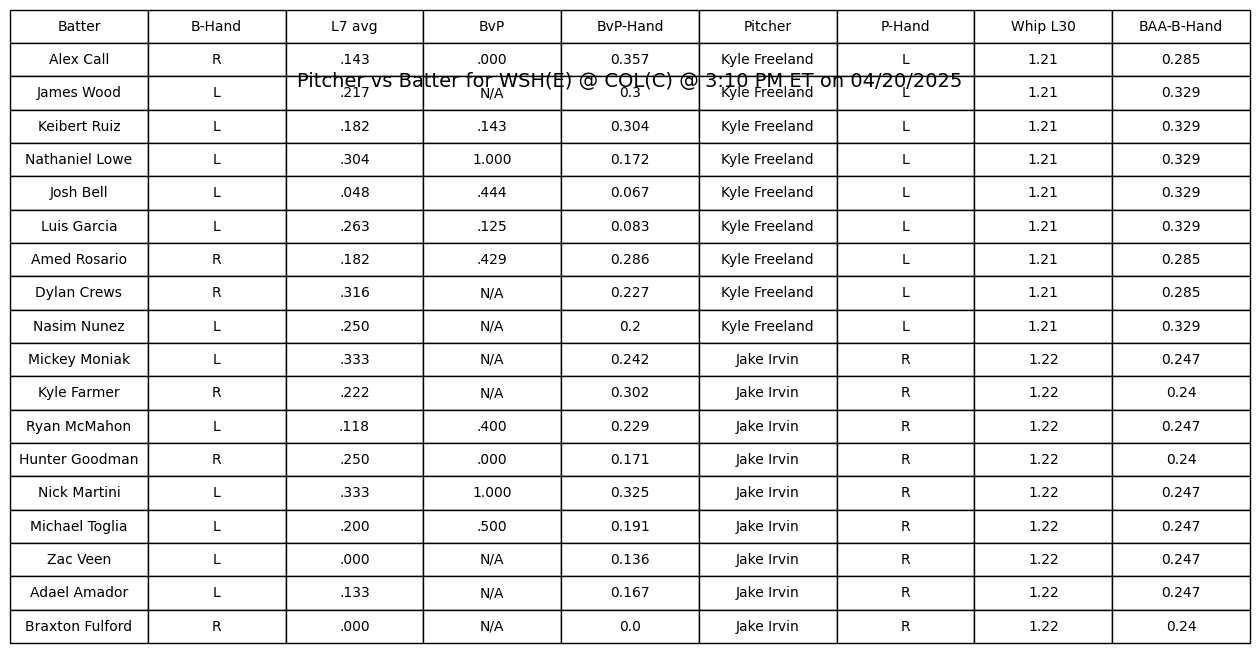 Batter B-Hand L7 avg BvP BvP-Hand Pitcher P-Hand Whip L30 BAA-B-Hand
Alex Call R .143 .000 0.357 Kyle Freeland L 1.21 0.285
Pitcher vs Batter for WSH(E) @ COL(C) @ 3:10 PM ET on 04/20/2025
James Wood L .217 N/A 0.3 Kyle Freeland L 1.21 0.329
Keibert Ruiz L .182 .143 0.304 Kyle Freeland L 1.21 0.329
Nathaniel Lowe L .304 1.000 0.172 Kyle Freeland L 1.21 0.329
Josh Bell L .048 .444 0.067 Kyle Freeland L 1.21 0.329
Luis Garcia L .263 .125 0.083 Kyle Freeland L 1.21 0.329
Amed Rosario R .182 .429 0.286 Kyle Freeland L 1.21 0.285
Dylan Crews R .316 N/A 0.227 Kyle Freeland L 1.21 0.285
Nasim Nunez L .250 N/A 0.2 Kyle Freeland L 1.21 0.329
Mickey Moniak L .333 N/A 0.242 Jake Irvin R 1.22 0.247
Kyle Farmer R .222 N/A 0.302 Jake Irvin R 1.22 0.24
Ryan McMahon L .118 .400 0.229 Jake Irvin R 1.22 0.247
Hunter Goodman R .250 .000 0.171 Jake Irvin R 1.22 0.24
Nick Martini L .333 1.000 0.325 Jake Irvin R 1.22 0.247
Michael Toglia L .200 .500 0.191 Jake Irvin R 1.22 0.247
Zac Veen L .000 N/A 0.136 Jake Irvin R 1.22 0.247
Adael Amador L .133 N/A 0.167 Jake Irvin R 1.22 0.247
Braxton Fulford R .000 N/A 0.0 Jake Irvin R 1.22 0.24